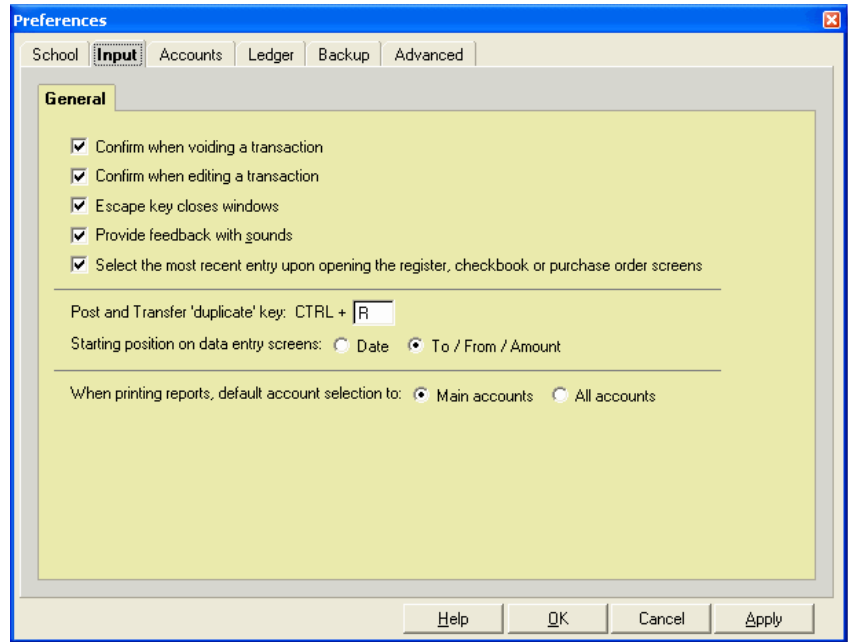 Preferences
School Input Accounts Ledger Backup Advanced
General
Confirm when voiding a transaction
Confirm when editing a transaction
Escape key closes windows
Provide feedback with sounds
Select the most recent entry upon opening the register, checkbook or purchase order screens
Post and Transfer 'duplicate' key: CTRL + R
Starting position on data entry screens: Date To / From / Amount
When printing reports, default account selection to: Main accounts All accounts
Help OK Cancel Apply